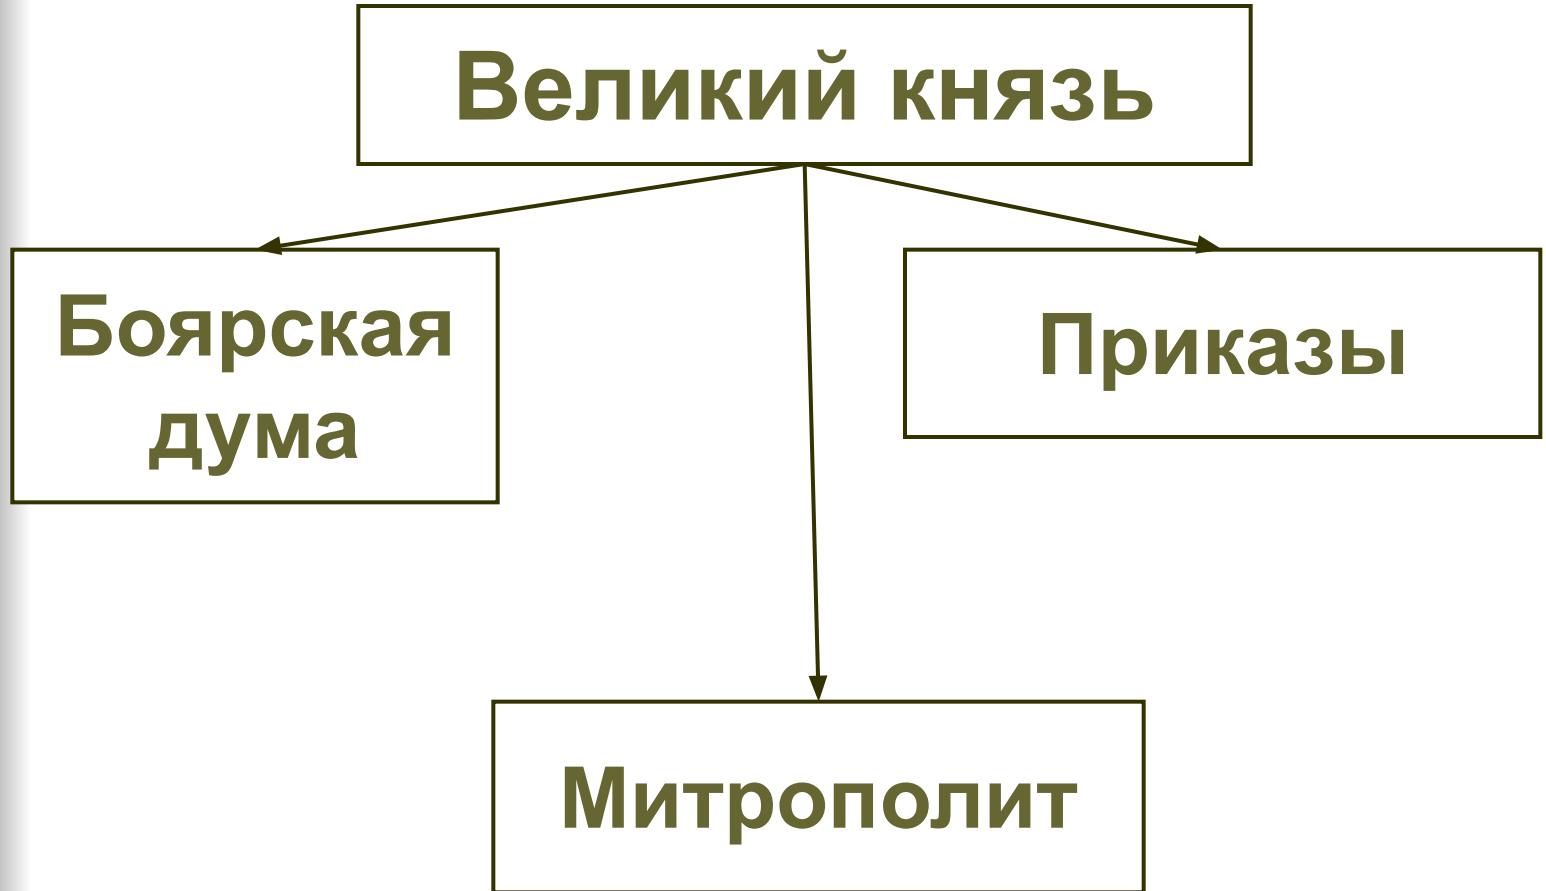 Великий князь
Боярская
дума
Приказы
Митрополит